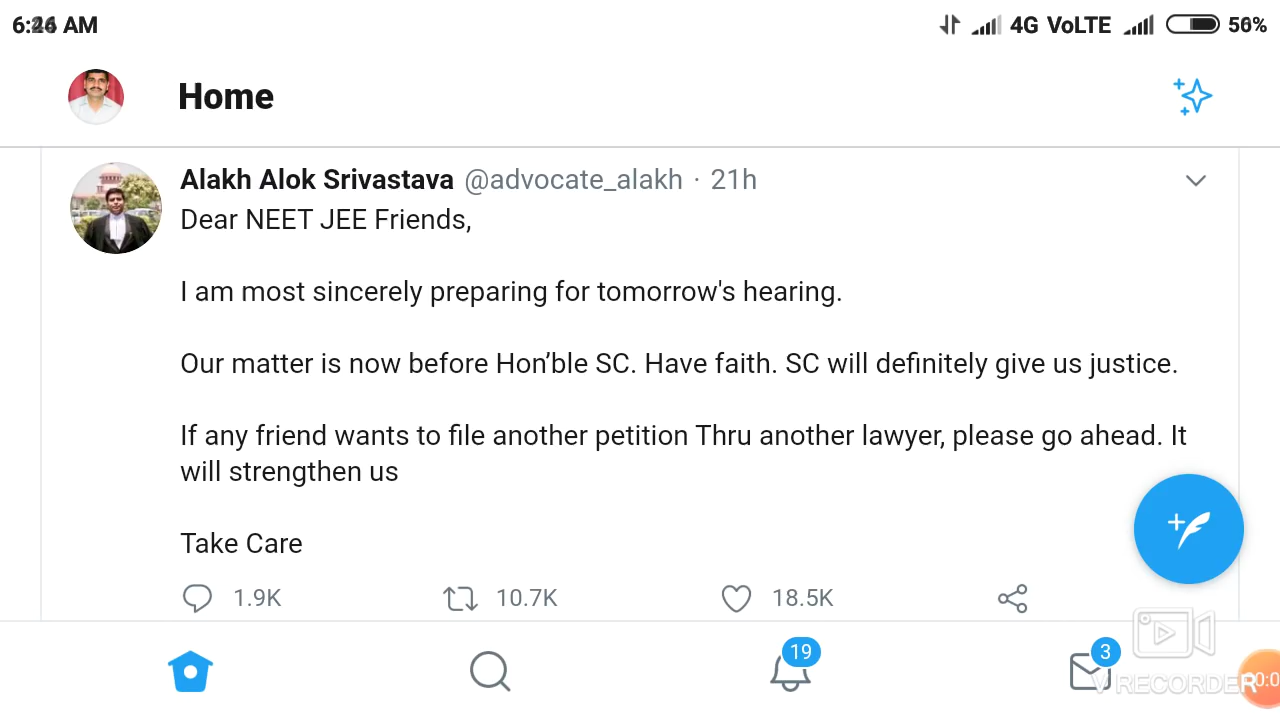 AM 4G VoLTE
Home
Alakh Alok Srivastava @advocate_alakh · 21h
Dear NEET JEE Friends,
I am most sincerely preparing for tomorrow's hearing.
Our matter is now before Hon’ble SC. Have faith. SC will definitely give us justice.
If any friend wants to file another petition Thru another lawyer, please go ahead. It
will strengthen us
Take Care
1.9K 10.7K 18.5K
19 3
V RECORDER